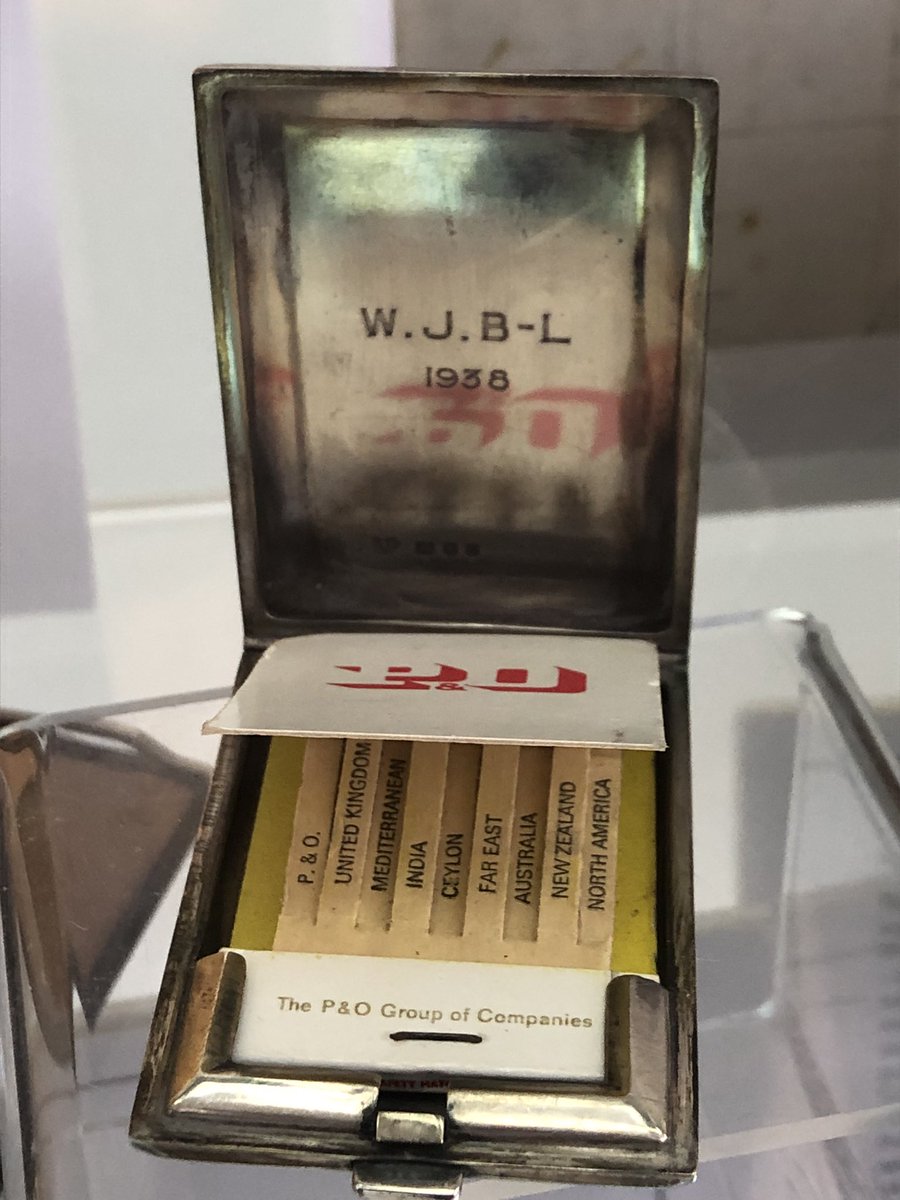 W.J.B-L
1938
P&O
P. & O.
UNITED KINGDOM
MEDITERRANEAN
INDIA
CEYLON
FAR EAST
AUSTRALIA
NEW ZEALAND
NORTH AMERICA
The P&O Group of Companies